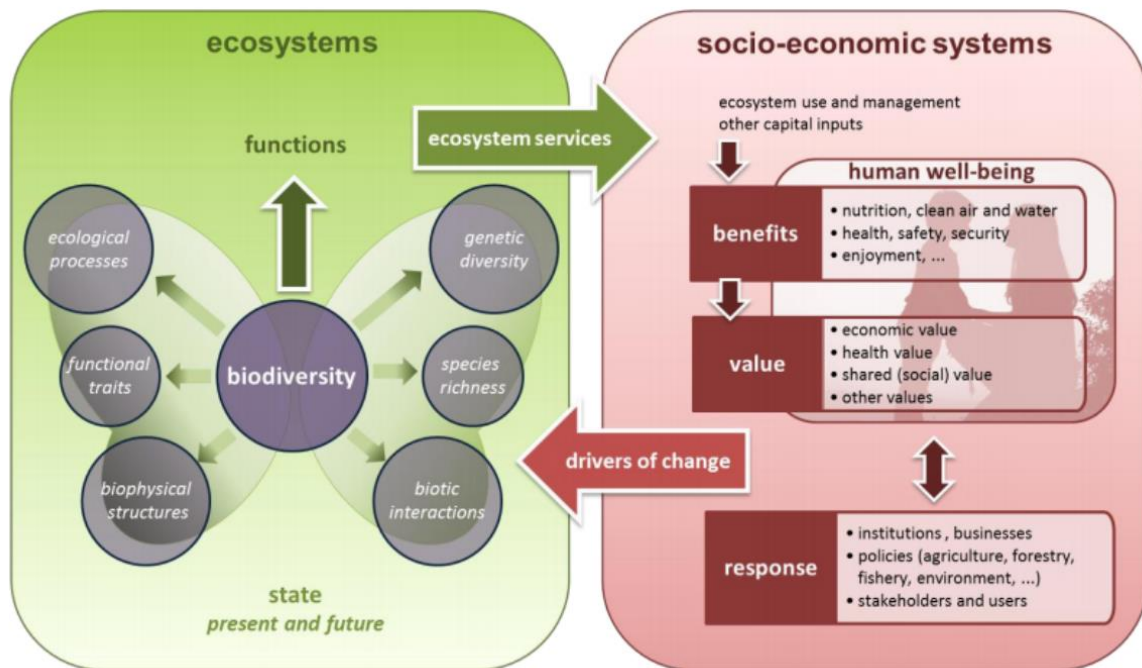 ecosystems
functions
ecological
processes
genetic
diversity
functional
traits
biodiversity
species
richness
biophysical
structures
biotic
interactions
state
present and future
ecosystem services
drivers of change
socio-economic systems
ecosystem use and management
other capital inputs
human well-being
benefits
• nutrition, clean air and water
• health, safety, security
• enjoyment, ...
value
• economic value
• health value
• shared (social) value
• other values
response
• institutions , businesses
• policies (agriculture, forestry,
fishery, environment, ...)
• stakeholders and users